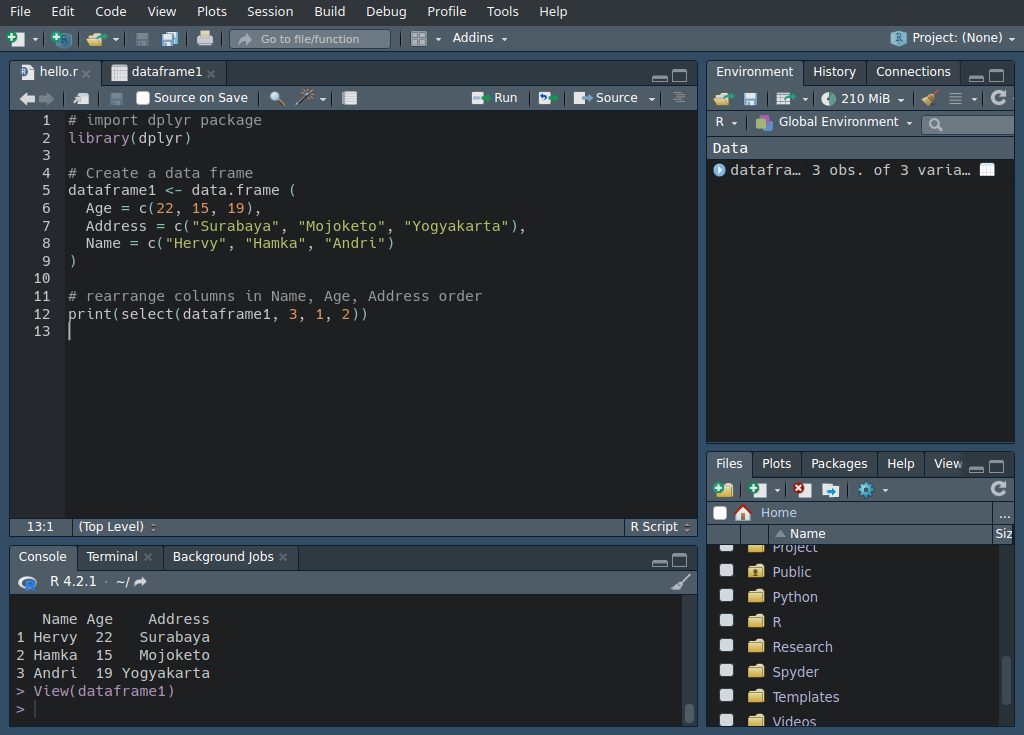 File Edit Code View Plots Session Build Debug Profile Tools Help
Go to file/function Addins Project: (None)
hello.r dataframe1
Source on Save Run Source
1 # import dplyr package
2 library(dplyr)
3
4 # Create a data frame
5 dataframe1 <- data.frame (
6   Age = c(22, 15, 19),
7   Address = c("Surabaya", "Mojoketo", "Yogyakarta"),
8   Name = c("Hervy", "Hamka", "Andri")
9 )
10
11 # rearrange columns in Name, Age, Address order
12 print(select(dataframe1, 3, 1, 2))
13
13:1 (Top Level) R Script
Console Terminal Background Jobs
R 4.2.1 · ~/
   Name Age    Address
1 Hervy  22   Surabaya
2 Hamka  15   Mojoketo
3 Andri  19 Yogyakarta
> View(dataframe1)
>
Environment History Connections
210 MiB
R Global Environment
Data
datafra… 3 obs. of 3 varia…
Files Plots Packages Help View
Home ...
Name Siz
Project
Public
Python
R
Research
Spyder
Templates
Videos